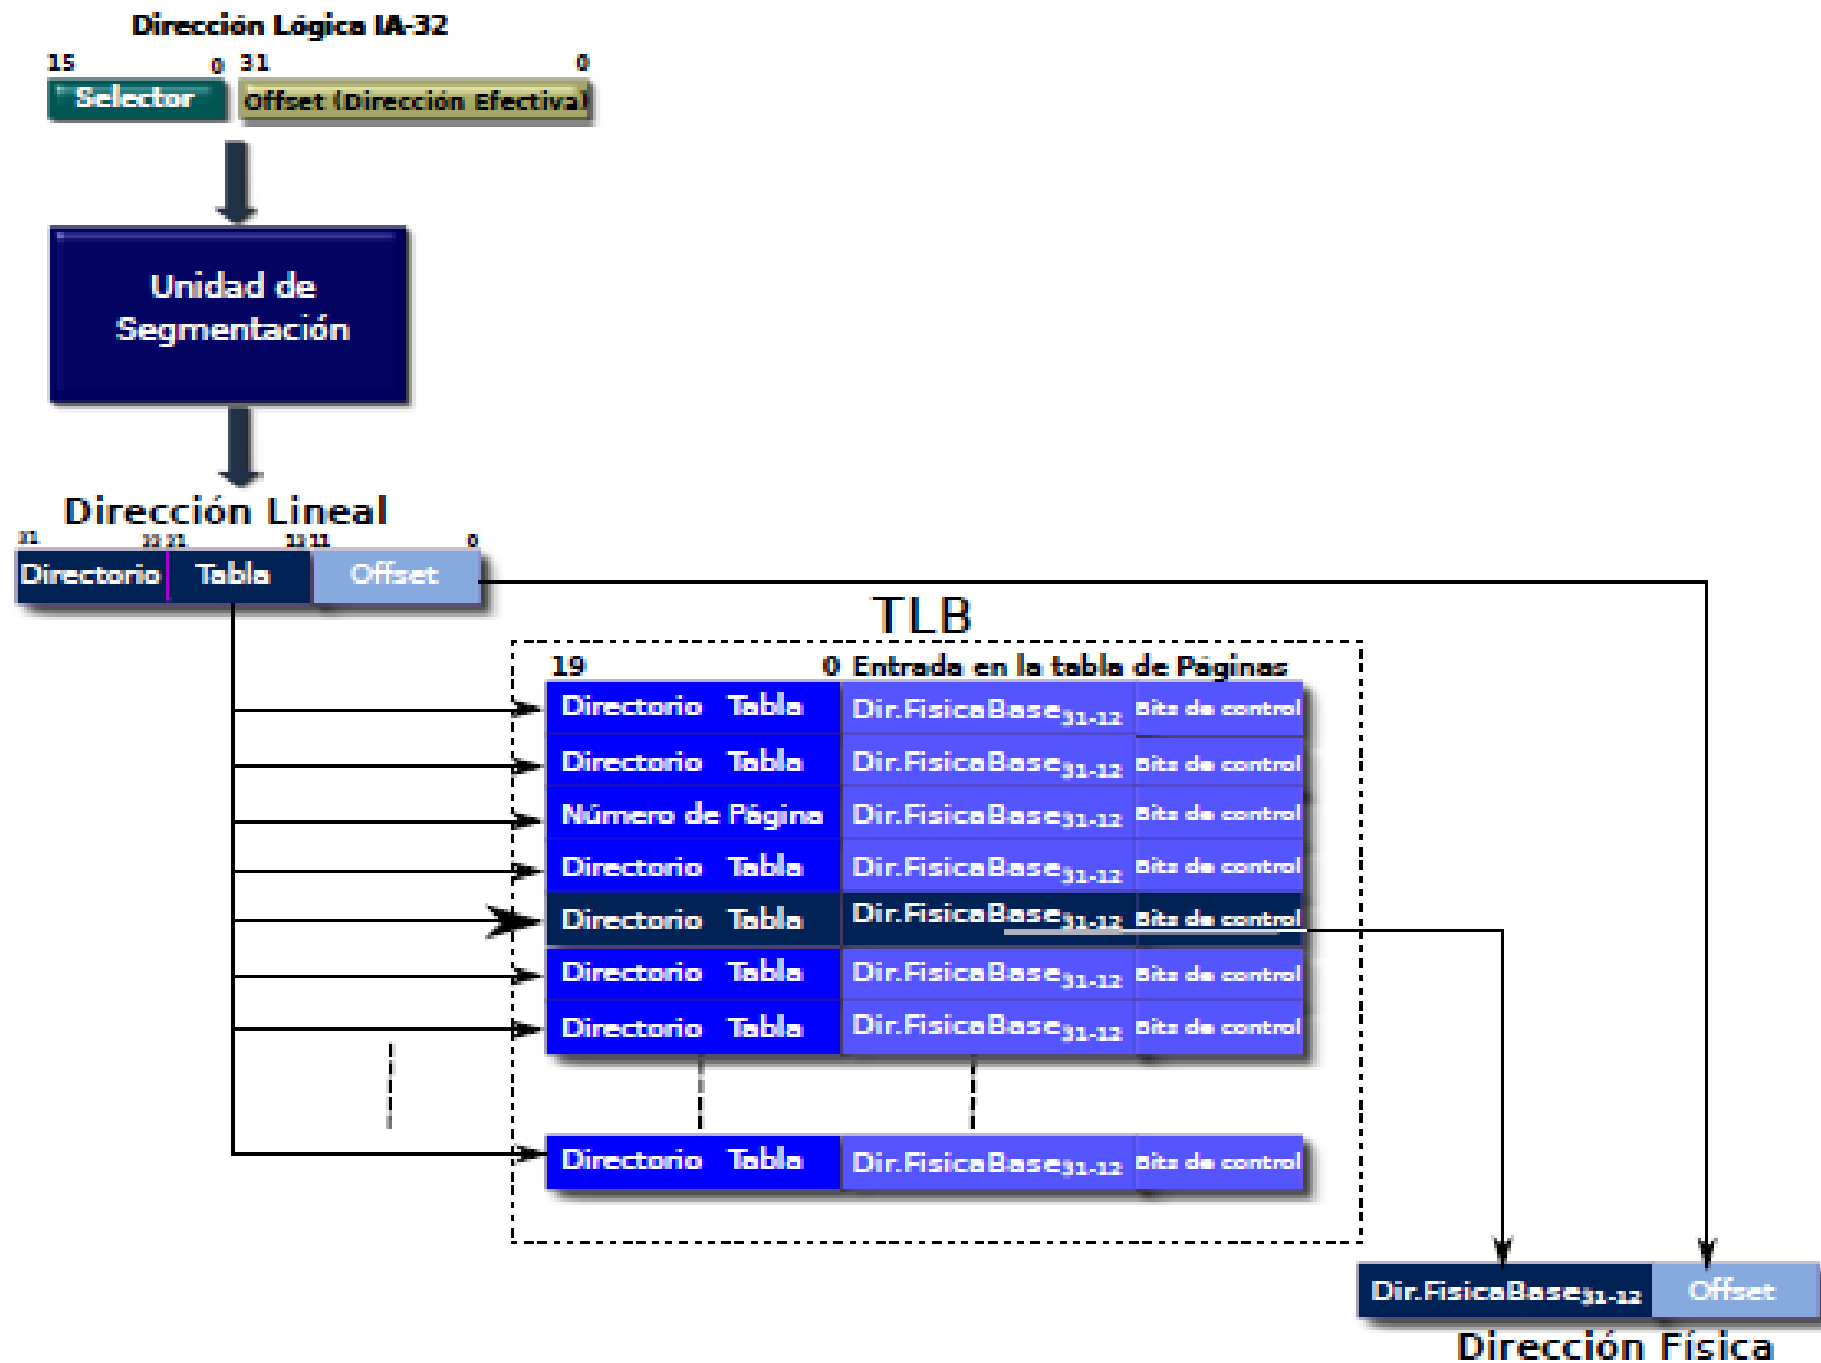 Dirección Lógica IA-32
15 0 31 0
Selector Offset (Dirección Efectiva)
Unidad de
Segmentación
Dirección Lineal
31 0
Directorio Tabla Offset
TLB
19 0 Entrada en la tabla de Páginas
Directorio Tabla Dir.FisicaBase31-12 Bits de control
Directorio Tabla Dir.FisicaBase31-12 Bits de control
Número de Página Dir.FisicaBase31-12 Bits de control
Directorio Tabla Dir.FisicaBase31-12 Bits de control
Directorio Tabla Dir.FisicaBase31-12 Bits de control
Directorio Tabla Dir.FisicaBase31-12 Bits de control
Directorio Tabla Dir.FisicaBase31-12 Bits de control
Directorio Tabla Dir.FisicaBase31-12 Bits de control
Dir.FisicaBase31-12 Offset
Dirección Física